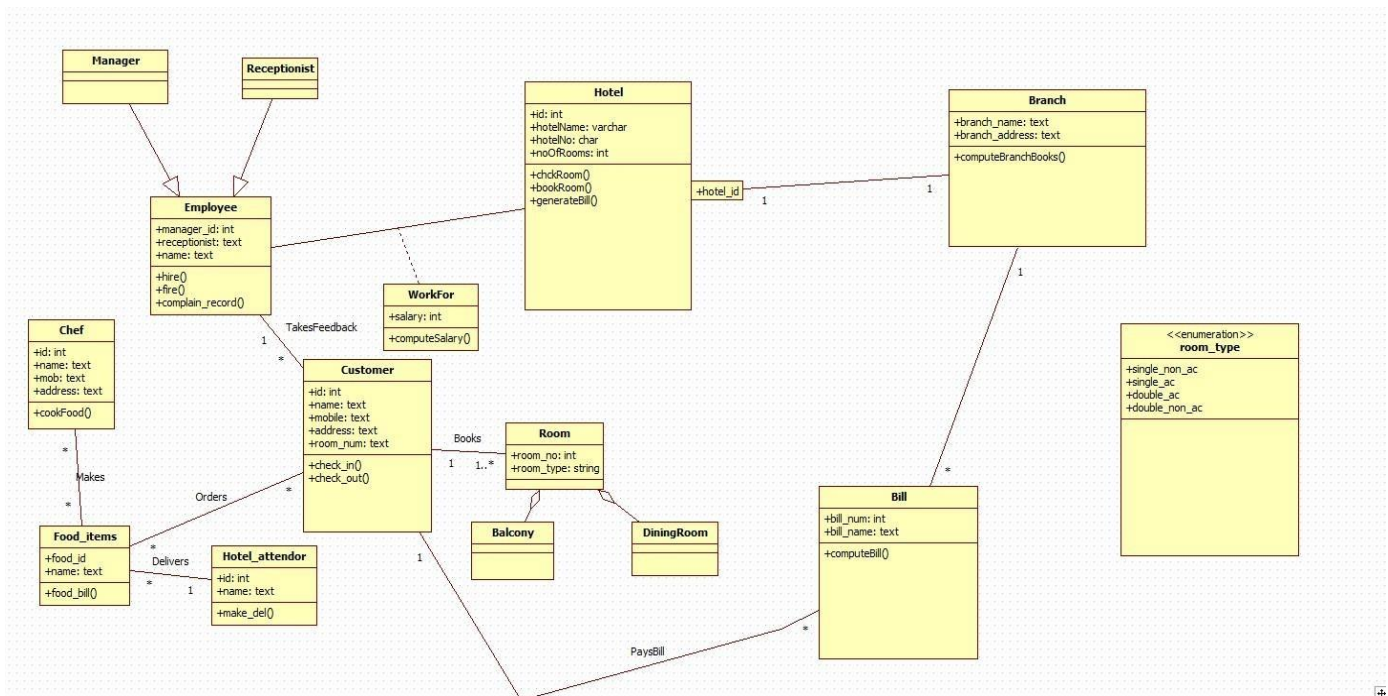 Manager
Receptionist
Hotel
+id: int
+hotelName: varchar
+hotelNo: char
+noOfRooms: int
+chckRoom()
+bookRoom()
+generateBill()
+hotel_id
1
1
Branch
+branch_name: text
+branch_address: text
+computeBranchBooks()
1
Employee
+manager_id: int
+receptionist: text
+name: text
+hire()
+fire()
+complain_record()
WorkFor
+salary: int
+computeSalary()
1
TakesFeedback
*
Chef
+id: int
+name: text
+mob: text
+address: text
+cookFood()
*
Makes
*
Customer
+id: int
+name: text
+mobile: text
+address: text
+room_num: text
+check_in()
+check_out()
Books
1
1..*
Room
+room_no: int
+room_type: string
Balcony
DiningRoom
<<enumeration>>
room_type
+single_non_ac
+single_ac
+double_ac
+double_non_ac
Orders
*
*
Food_items
+food_id
+name: text
+food_bill()
Delivers
*
1
Hotel_attendor
+id: int
+name: text
+make_del()
1
*
Bill
+bill_num: int
+bill_name: text
+computeBill()
*
PaysBill